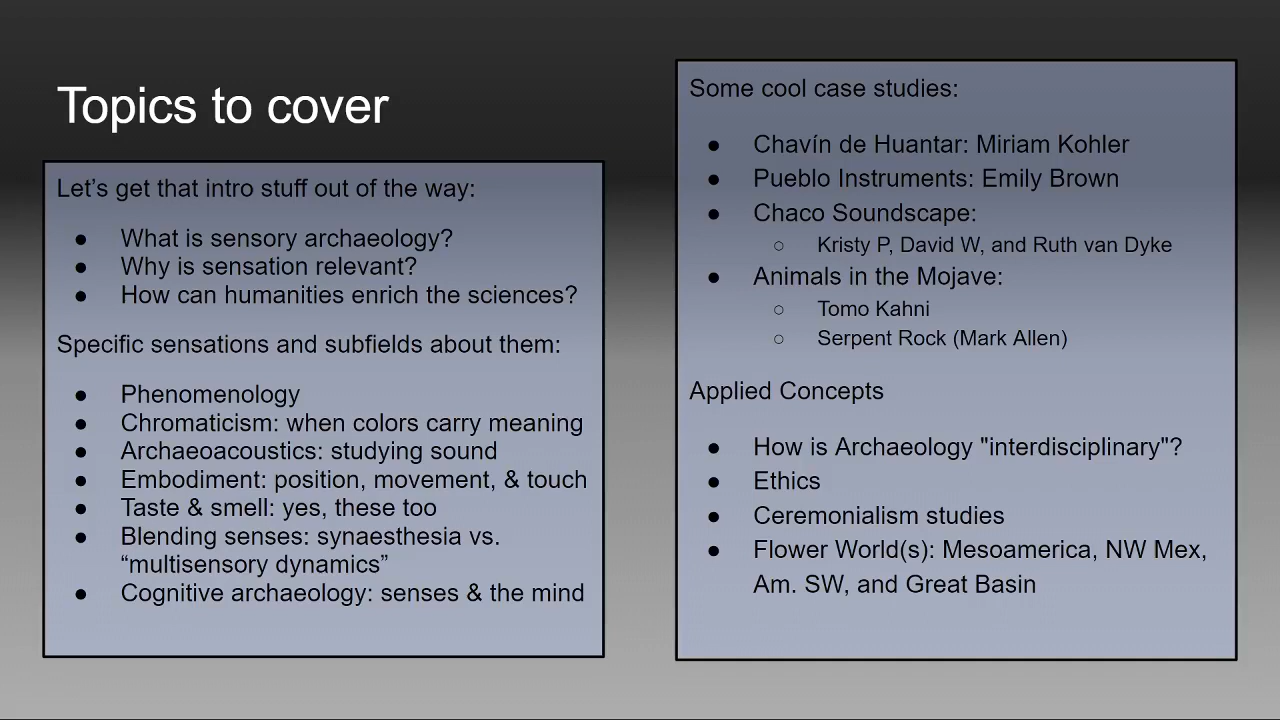 Topics to cover
Let’s get that intro stuff out of the way:
● What is sensory archaeology?
● Why is sensation relevant?
● How can humanities enrich the sciences?
Specific sensations and subfields about them:
● Phenomenology
● Chromaticism: when colors carry meaning
● Archaeoacoustics: studying sound
● Embodiment: position, movement, & touch
● Taste & smell: yes, these too
● Blending senses: synaesthesia vs.
“multisensory dynamics”
● Cognitive archaeology: senses & the mind
Some cool case studies:
● Chavín de Huantar: Miriam Kohler
● Pueblo Instruments: Emily Brown
● Chaco Soundscape:
○ Kristy P, David W, and Ruth van Dyke
● Animals in the Mojave:
○ Tomo Kahni
○ Serpent Rock (Mark Allen)
Applied Concepts
● How is Archaeology "interdisciplinary"?
● Ethics
● Ceremonialism studies
● Flower World(s): Mesoamerica, NW Mex,
Am. SW, and Great Basin